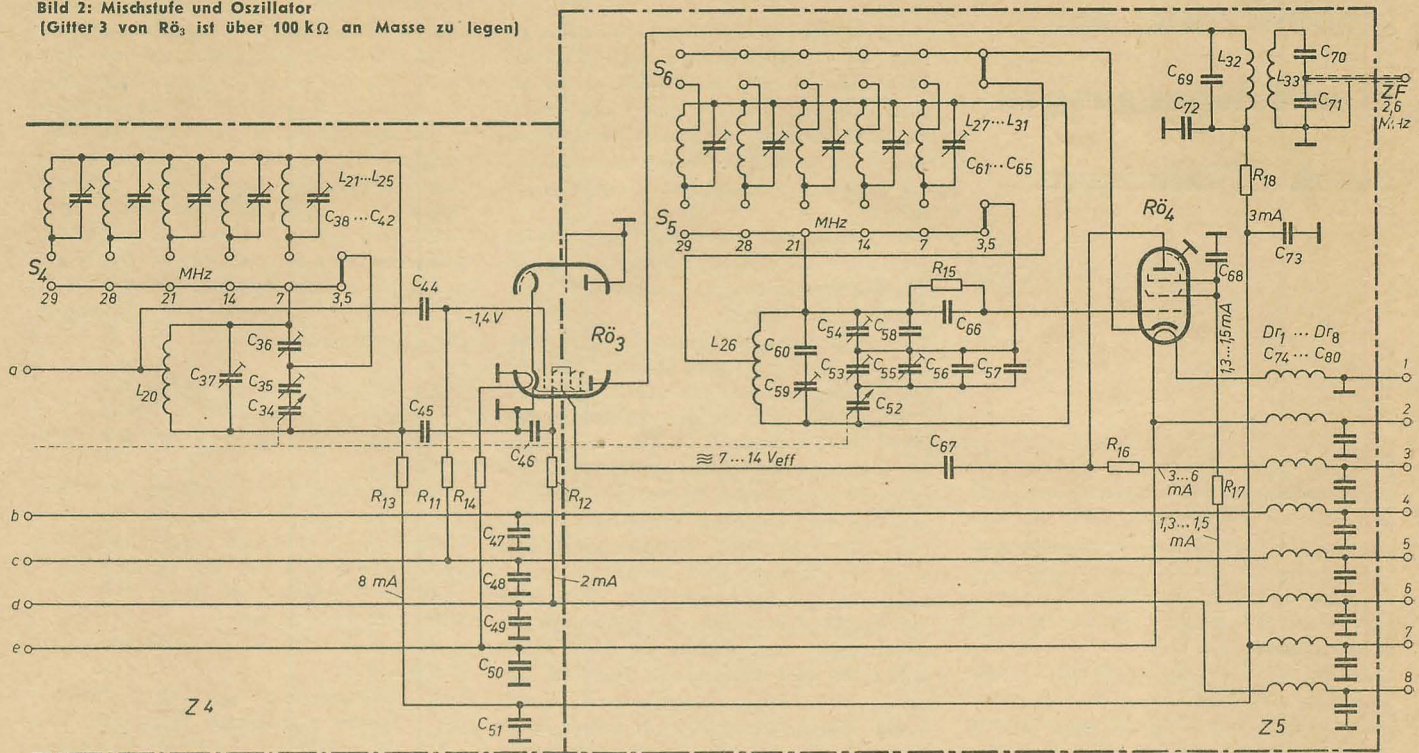 Bild 2: Mischstufe und Oszillator
(Gitter 3 von Rö₃ ist über 100 kΩ an Masse zu legen)
S₆
L₂₇...L₃₁
C₆₁...C₆₅
C₆₉
L₃₂
C₇₂
L₃₃
C₇₀
C₇₁
ZF
2,6
MHz
R₁₈
3mA
C₇₃
L₂₁...L₂₅
C₃₈...C₄₂
S₄
MHz
29 28 21 14 7 3,5
S₅
MHz
29 28 21 14 7 3,5
Rö₄
C₆₈
1,3...1,5mA
C₄₄
-1,4V
Rö₃
R₁₅
C₆₆
a
L₂₀
C₃₇
C₃₆
C₃₅
C₃₄
C₄₅
C₄₆
L₂₆
C₆₀
C₅₉
C₅₄
C₅₈
C₅₃
C₅₅
C₅₆
C₅₇
C₅₂
Dr₁ ... Dr₈
C₇₄ ... C₈₀
1
2
3
4
5
6
7
8
≋ 7...14 Veff
C₆₇
R₁₆
3...6
mA
R₁₇
1,3...1,5
mA
R₁₃
R₁₁
R₁₄
R₁₂
b
c
d
e
C₄₇
C₄₈
C₄₉
C₅₀
C₅₁
8 mA
2 mA
Z 4
Z 5